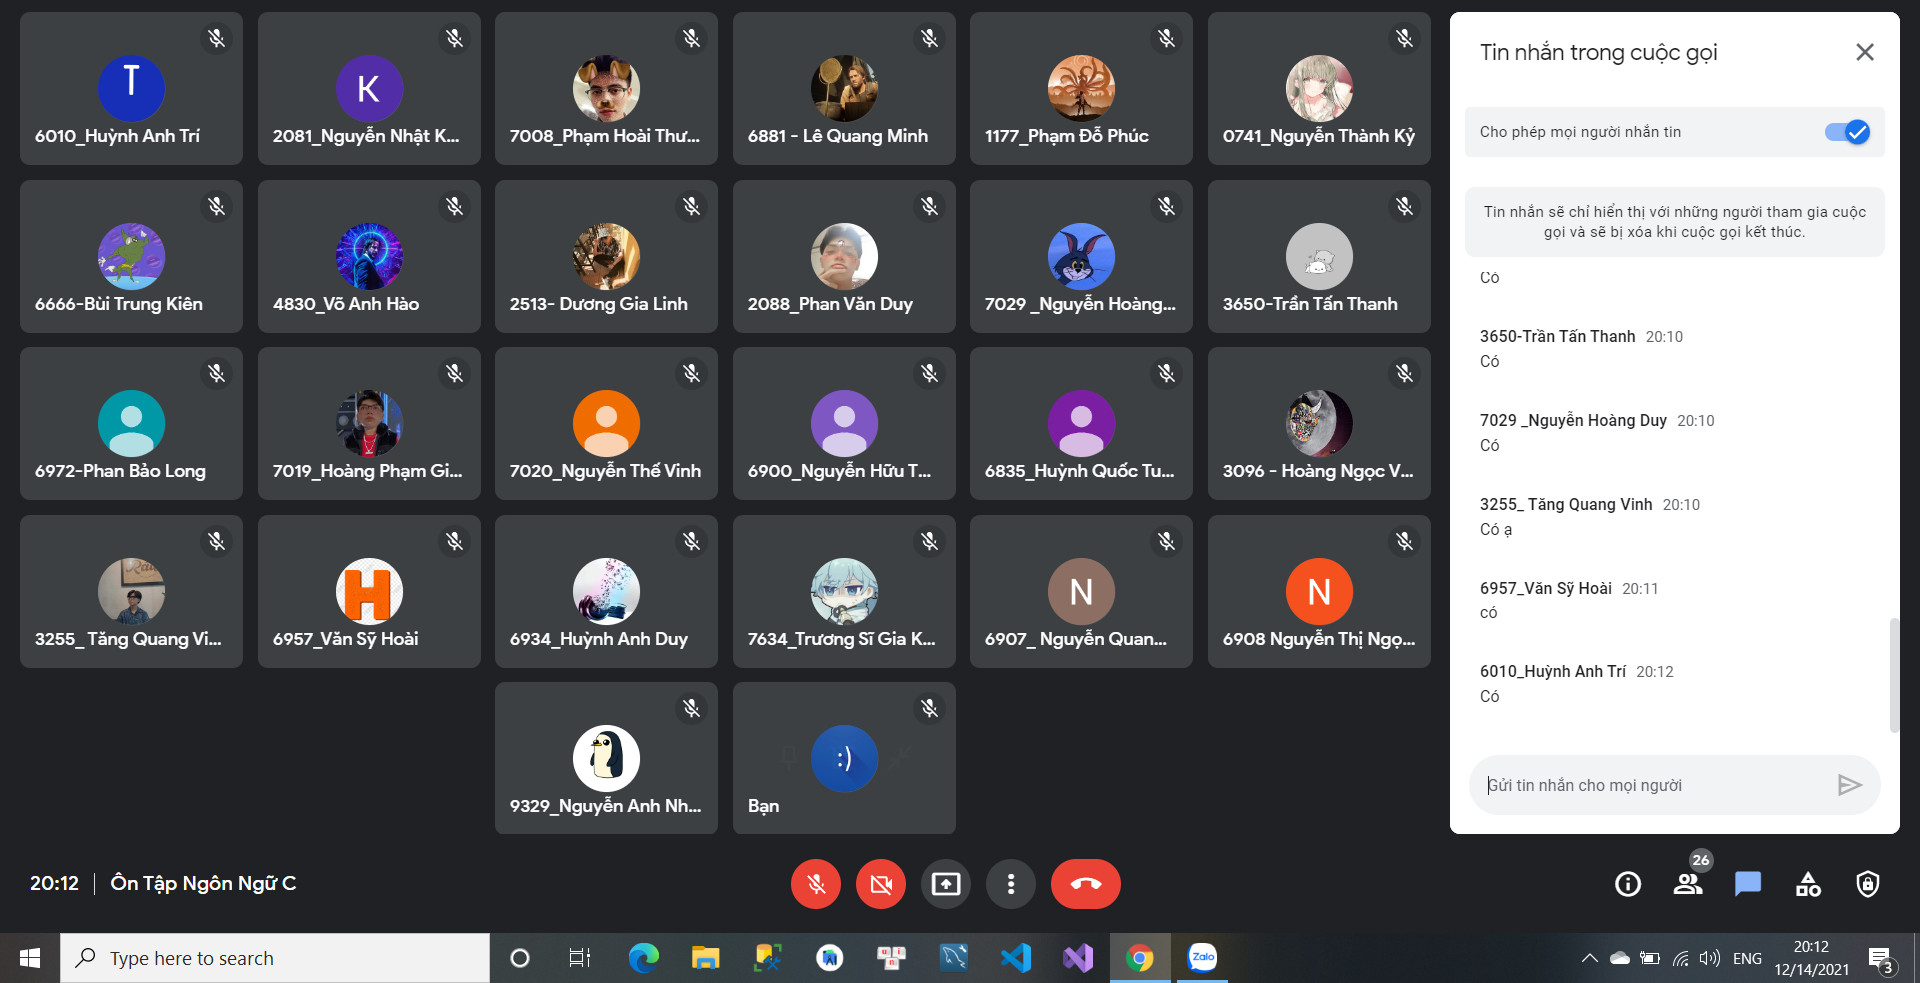 T
6010_Huỳnh Anh Trí
K
2081_Nguyễn Nhật K...
7008_Phạm Hoài Thư...
6881 - Lê Quang Minh
1177_Phạm Đỗ Phúc
0741_Nguyễn Thành Kỷ
6666-Bùi Trung Kiên
4830_Võ Anh Hào
2513- Dương Gia Linh
2088_Phan Văn Duy
7029 _Nguyễn Hoàng...
3650-Trần Tấn Thanh
6972-Phan Bảo Long
7019_Hoàng Phạm Gi...
7020_Nguyễn Thế Vinh
6900_Nguyễn Hữu T...
6835_Huỳnh Quốc Tu...
3096 - Hoàng Ngọc V...
3255_ Tăng Quang Vi...
H
6957_Văn Sỹ Hoài
6934_Huỳnh Anh Duy
7634_Trương Sĩ Gia K...
N
6907_ Nguyễn Quan...
N
6908 Nguyễn Thị Ngọ...
9329_Nguyễn Anh Nh...
:)
Bạn
Tin nhắn trong cuộc gọi
Cho phép mọi người nhắn tin
Tin nhắn sẽ chỉ hiển thị với những người tham gia cuộc
gọi và sẽ bị xóa khi cuộc gọi kết thúc.
Có
3650-Trần Tấn Thanh 20:10
Có
7029 _Nguyễn Hoàng Duy 20:10
Có
3255_ Tăng Quang Vinh 20:10
Có ạ
6957_Văn Sỹ Hoài 20:11
có
6010_Huỳnh Anh Trí 20:12
Có
Gửi tin nhắn cho mọi người
20:12 | Ôn Tập Ngôn Ngữ C
26
Type here to search
Zalo
ENG
20:12
12/14/2021
3